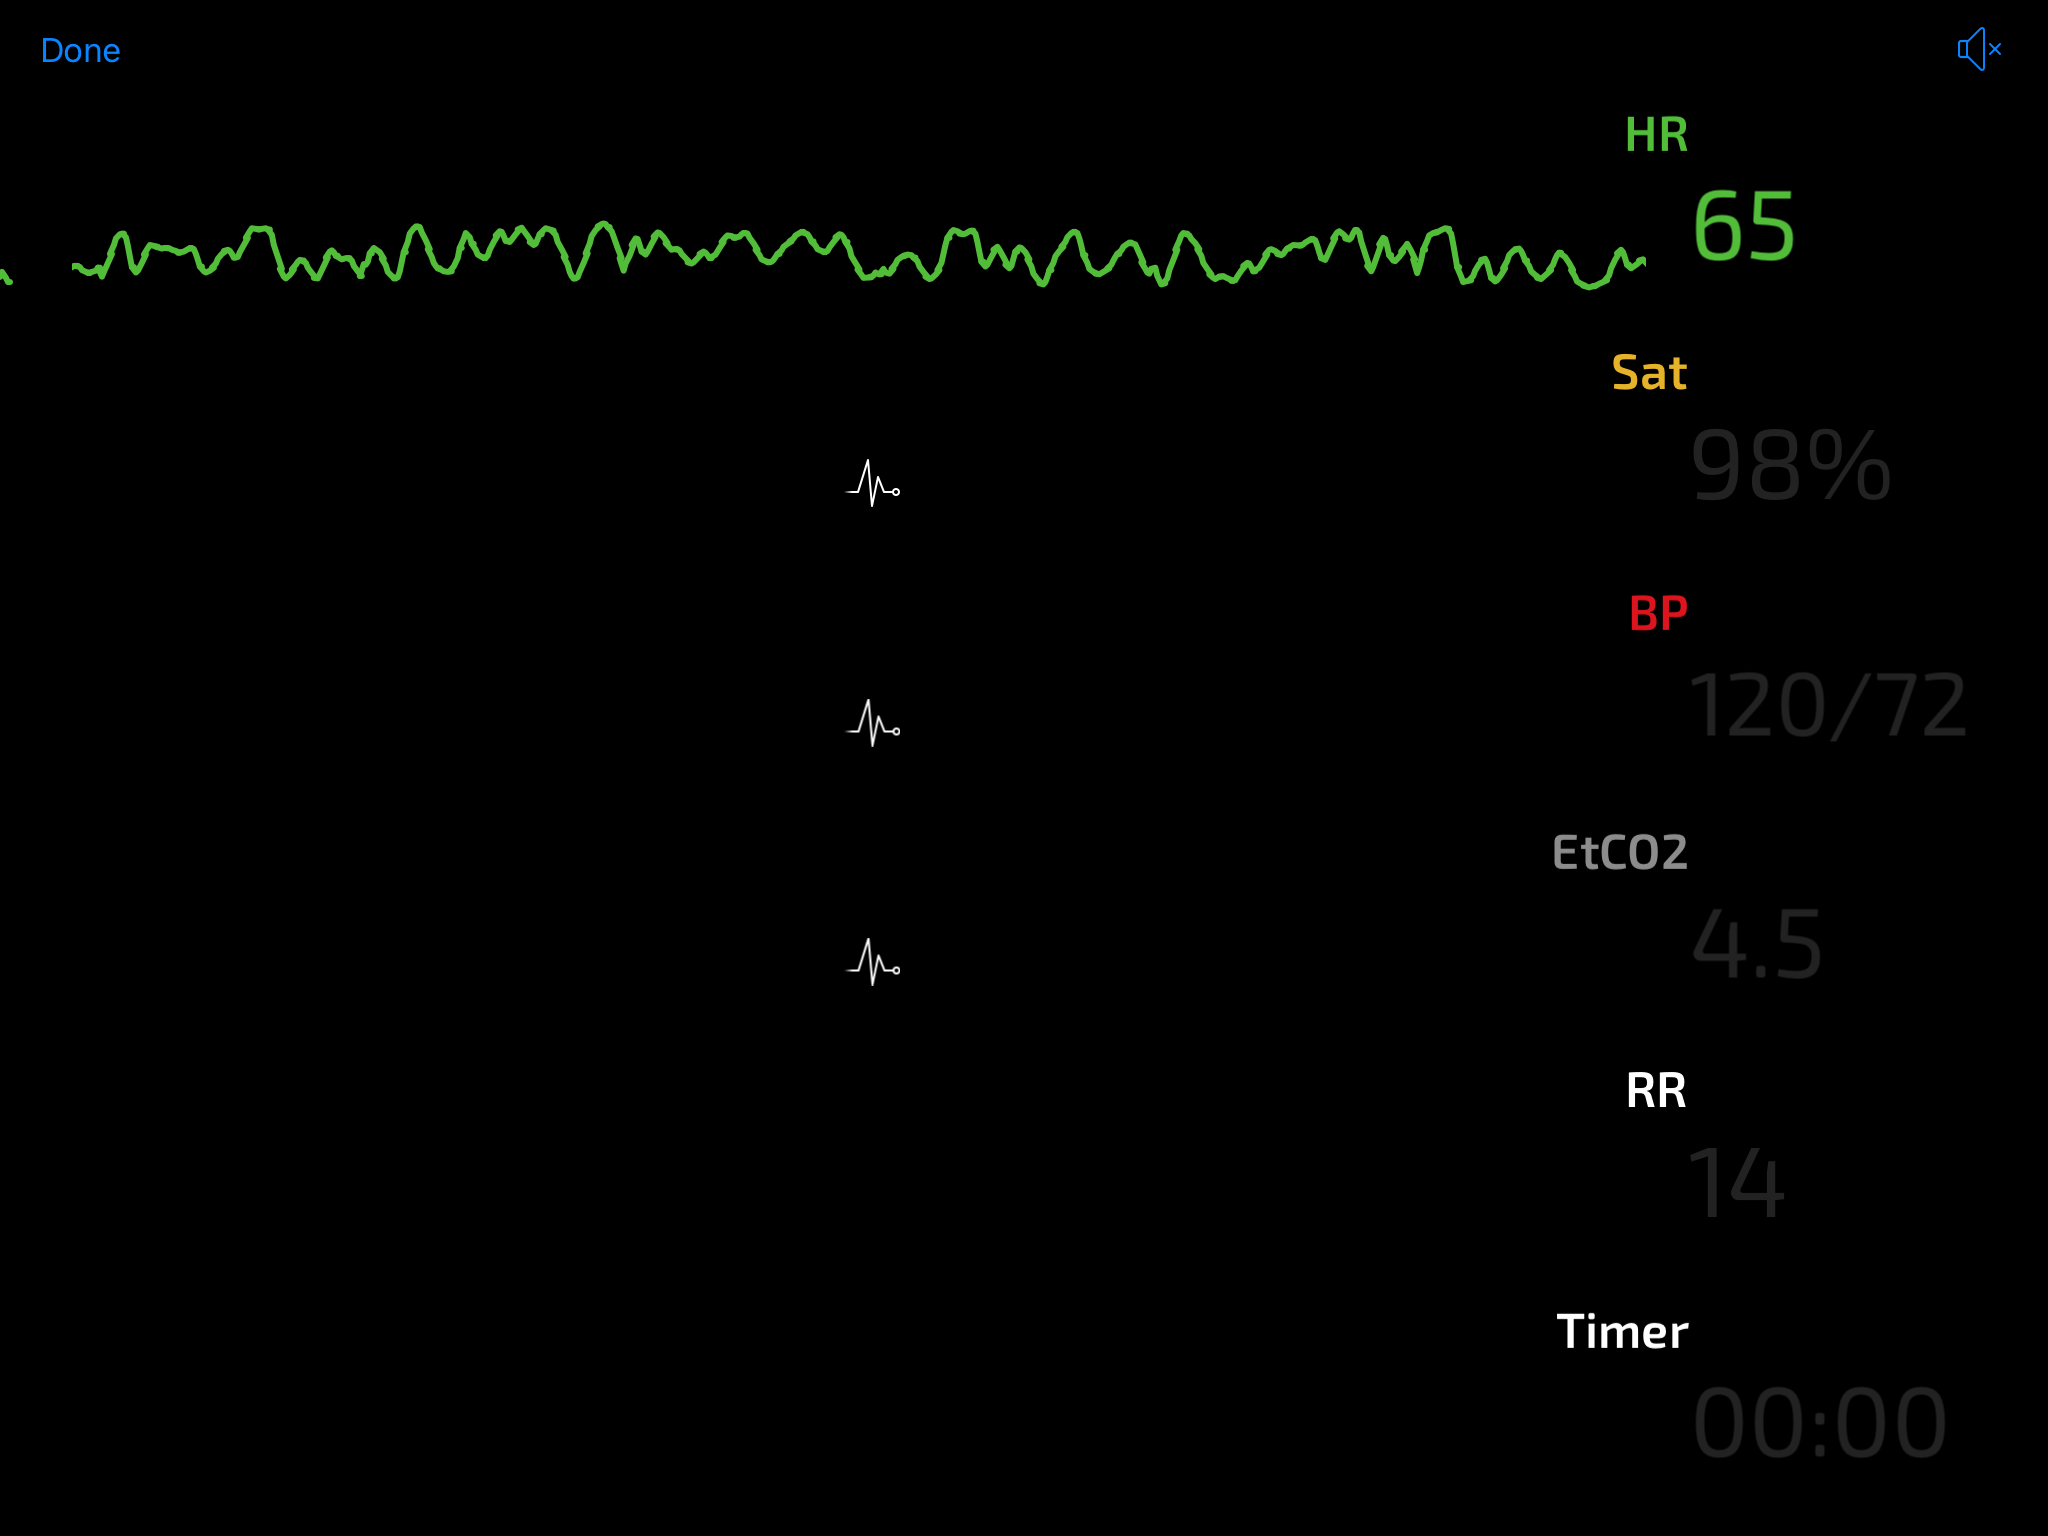 Done
HR
65
Sat
98%
BP
120/72
EtCO2
4.5
RR
14
Timer
00:00